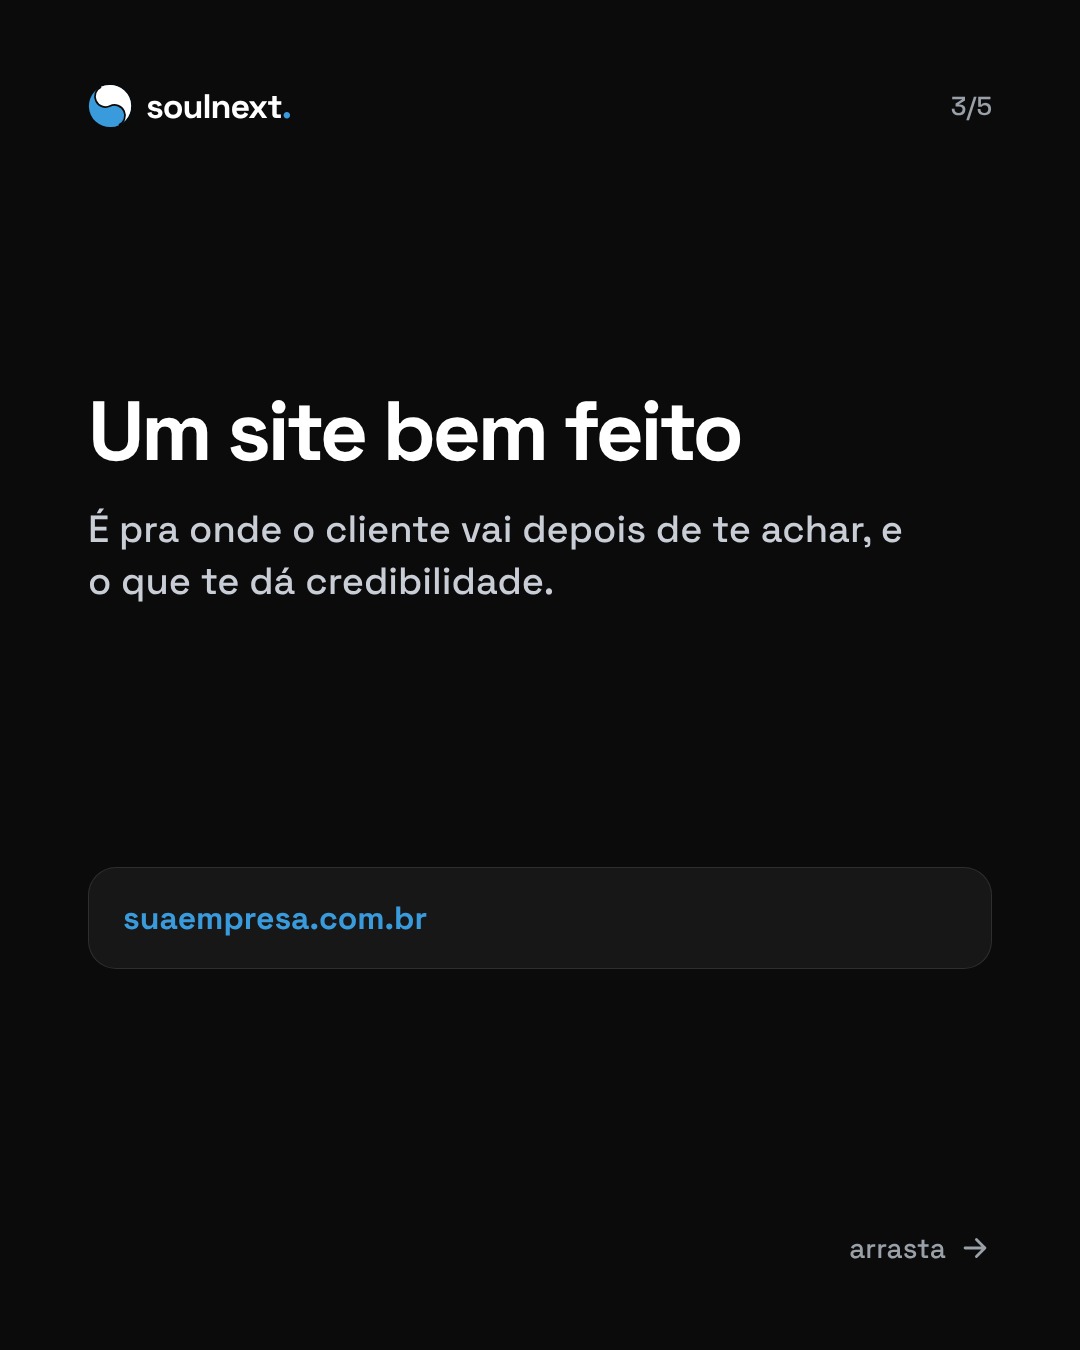 soulnext.
3/5
Um site bem feito
É pra onde o cliente vai depois de te achar, e
o que te dá credibilidade.
suaempresa.com.br
arrasta →